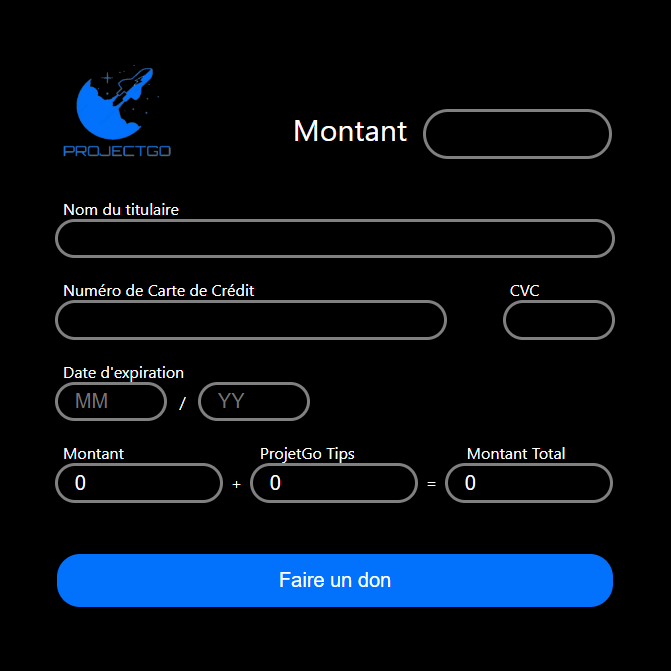 PROJECTGO
Montant
Nom du titulaire
Numéro de Carte de Crédit CVC
Date d'expiration
MM / YY
Montant ProjetGo Tips Montant Total
0 + 0 = 0
Faire un don